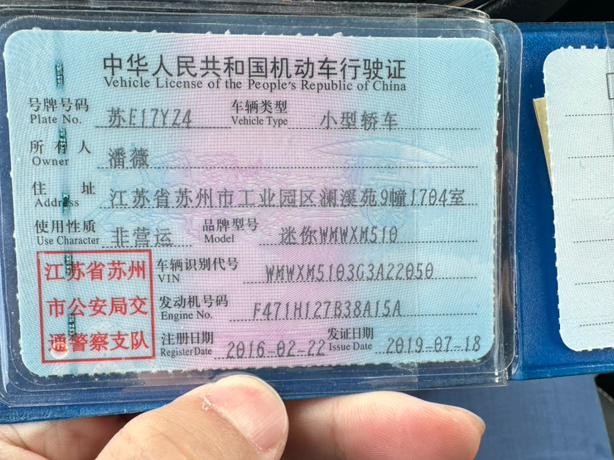 中华人民共和国机动车行驶证
Vehicle License of the People's Republic of China
号牌号码 Plate No. 苏E17YZ4 车辆类型 Vehicle Type 小型轿车
所有人 Owner 潘薇
住址 Address 江苏省苏州市工业园区澜溪苑9幢1704室
使用性质 Use Character 非营运 品牌型号 Model 迷你WMWXM510
江苏省苏州
市公安局交
通警察支队
车辆识别代号 VIN WMWXM5103G3A22050
发动机号码 Engine No. F471H127B38A15A
注册日期 Register Date 2016-02-22 发证日期 Issue Date 2019-07-18